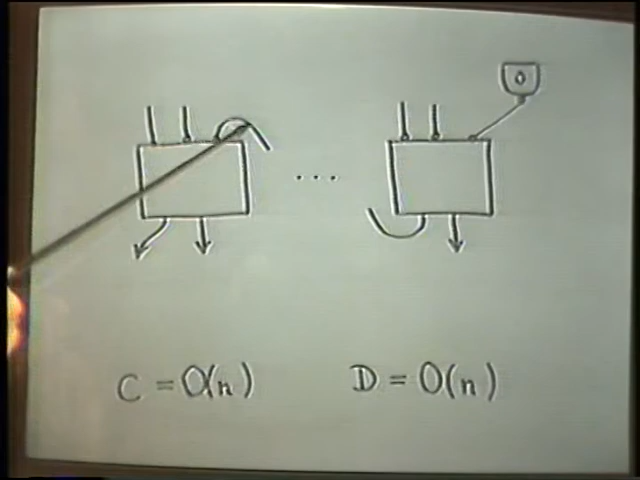 0
...
C = O(n) D = O(n)